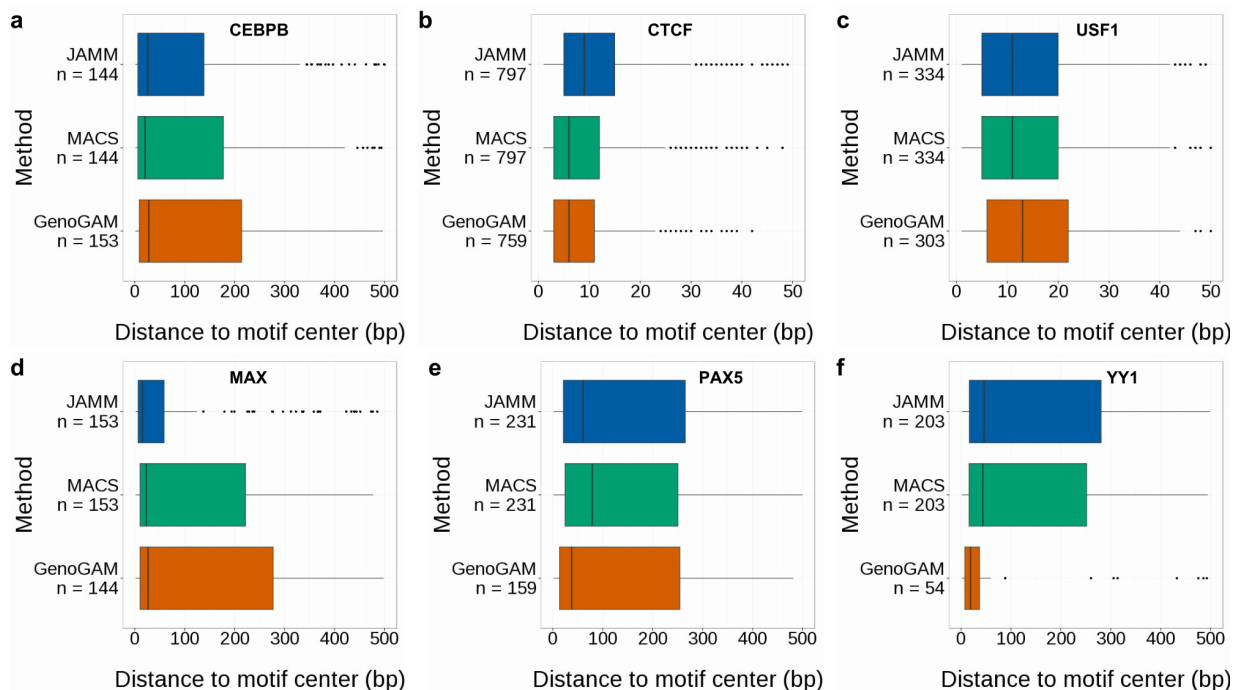 a
CEBPB
JAMM
n = 144
MACS
n = 144
GenoGAM
n = 153
Method
0 100 200 300 400 500
Distance to motif center (bp)
b
CTCF
JAMM
n = 797
MACS
n = 797
GenoGAM
n = 759
Method
0 10 20 30 40 50
Distance to motif center (bp)
c
USF1
JAMM
n = 334
MACS
n = 334
GenoGAM
n = 303
Method
0 10 20 30 40 50
Distance to motif center (bp)
d
MAX
JAMM
n = 153
MACS
n = 153
GenoGAM
n = 144
Method
0 100 200 300 400 500
Distance to motif center (bp)
e
PAX5
JAMM
n = 231
MACS
n = 231
GenoGAM
n = 159
Method
0 100 200 300 400 500
Distance to motif center (bp)
f
YY1
JAMM
n = 203
MACS
n = 203
GenoGAM
n = 54
Method
0 100 200 300 400 500
Distance to motif center (bp)